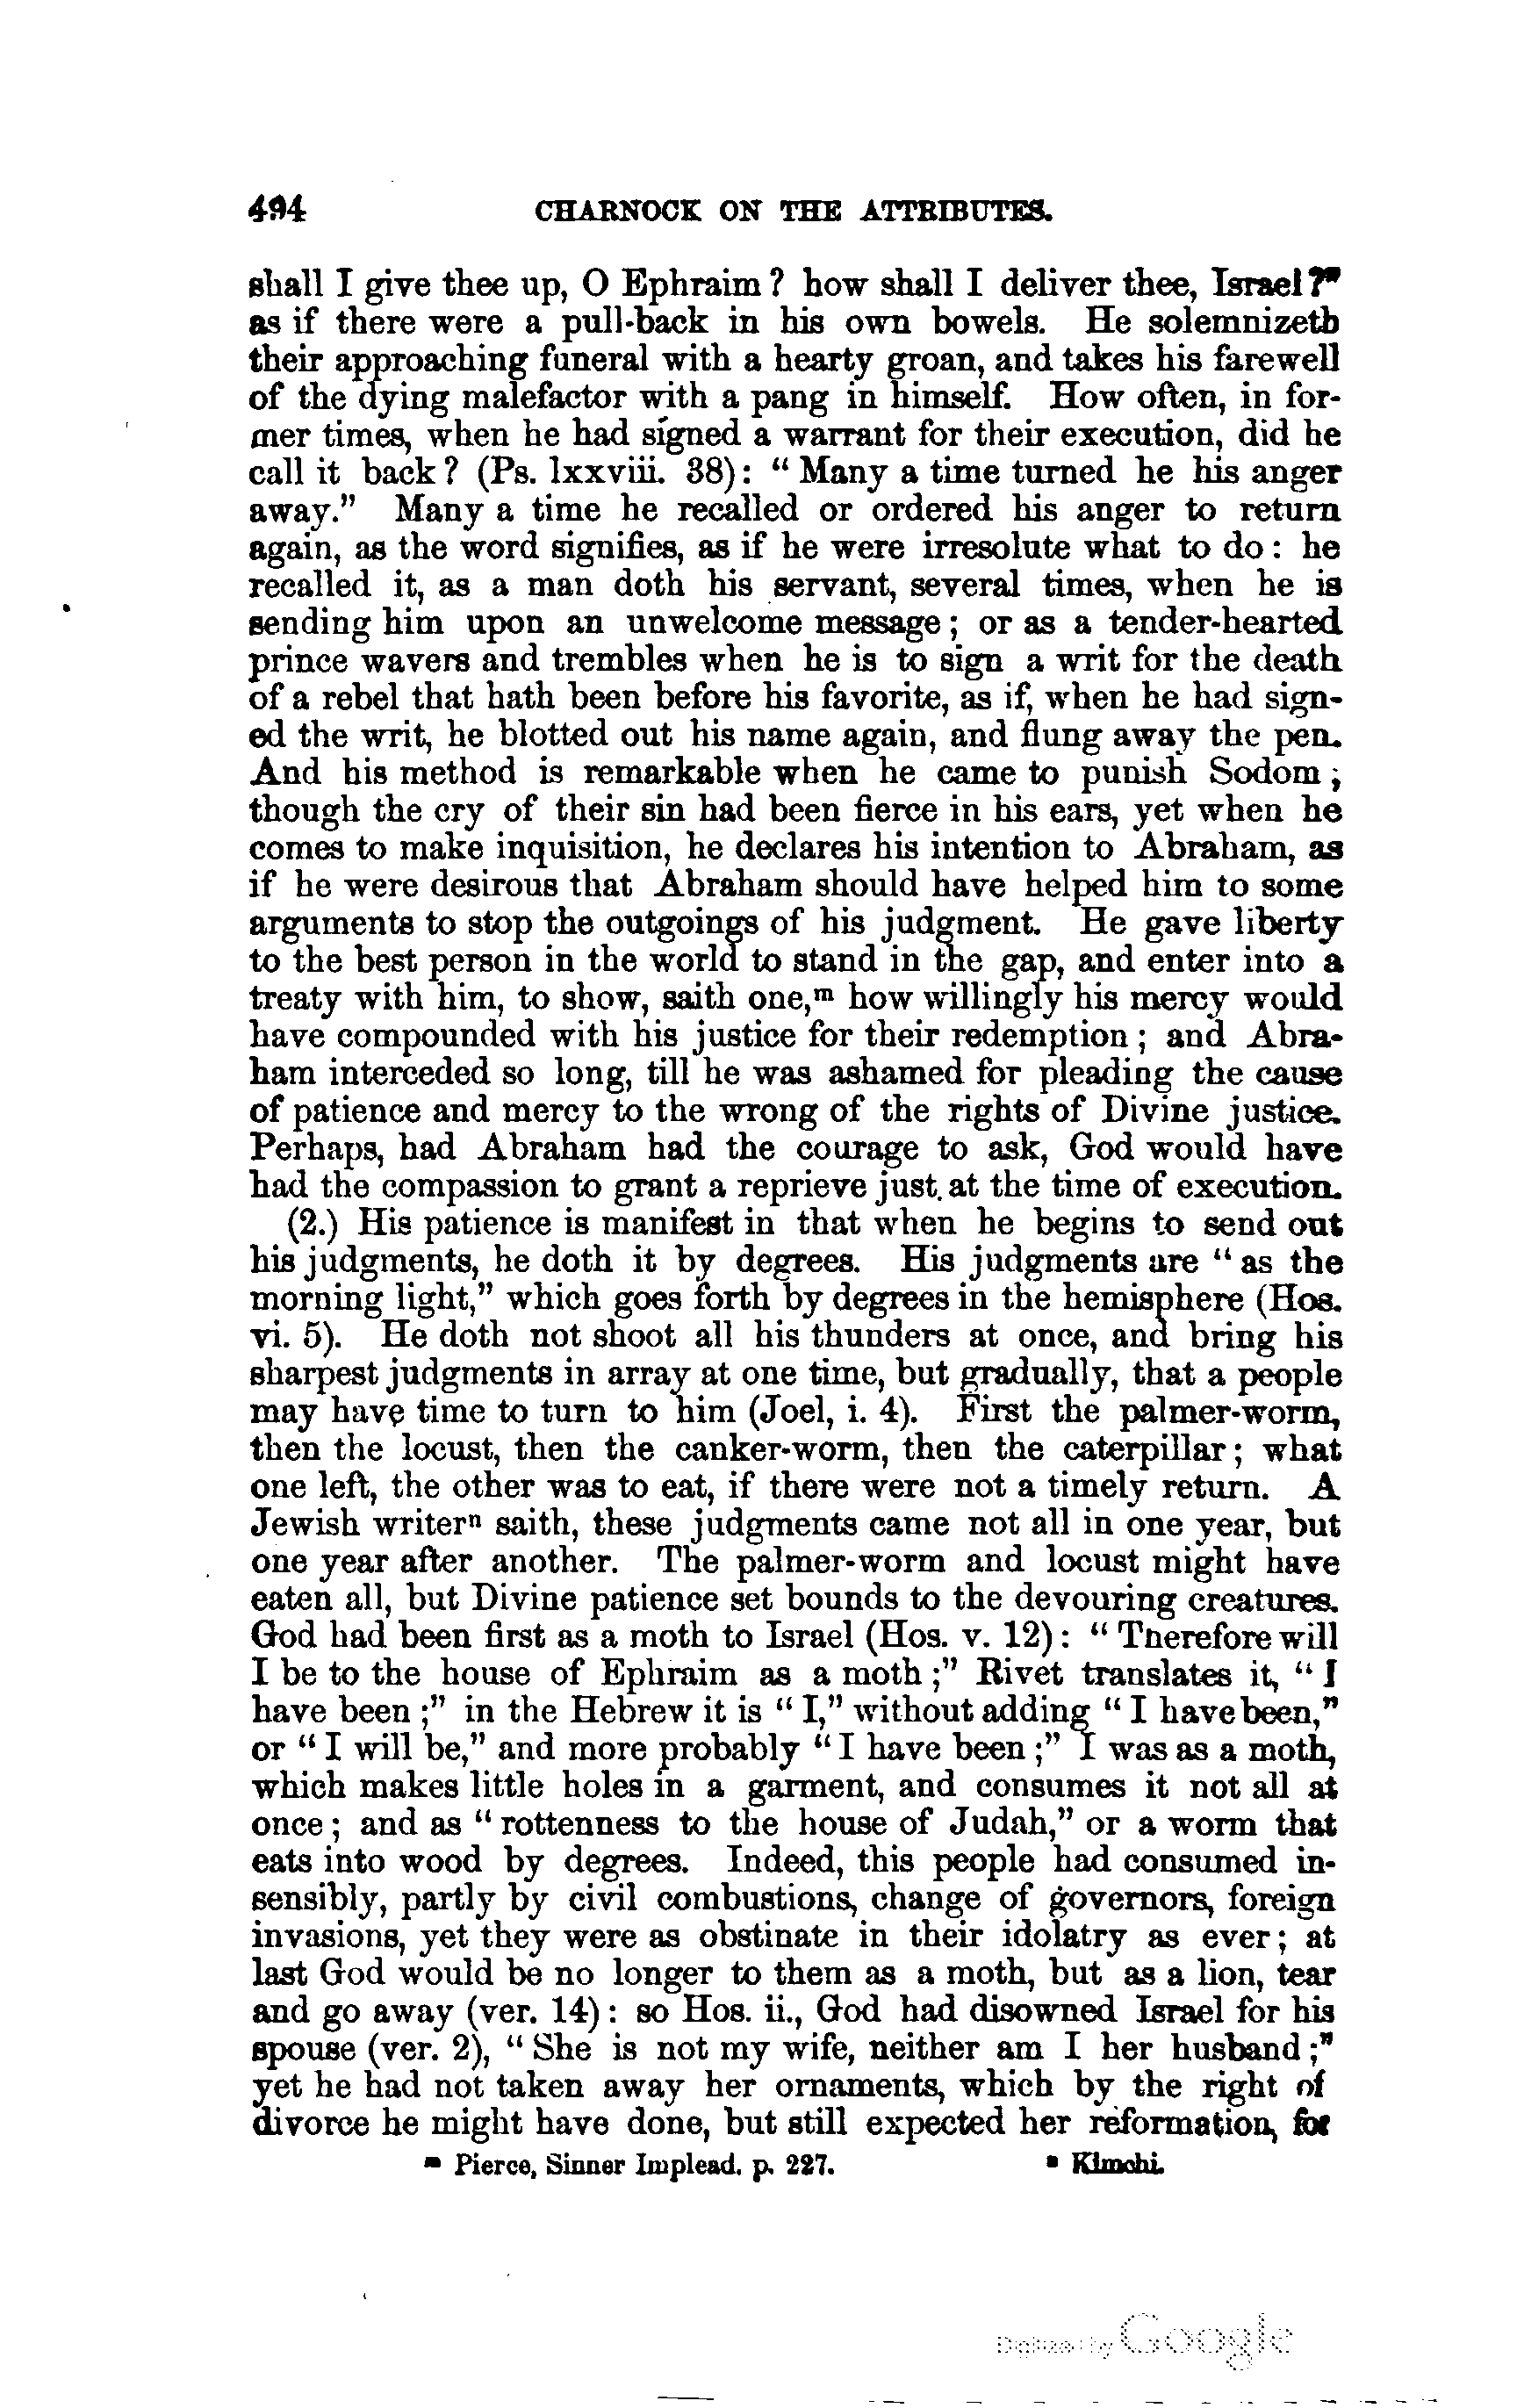 494 CHARNOCK ON THE ATTRIBUTES.
shall I give thee up, O Ephraim? how shall I deliver thee, Israel?"
as if there were a pull-back in his own bowels. He solemnizeth
their approaching funeral with a hearty groan, and takes his farewell
of the dying malefactor with a pang in himself. How often, in for-
mer times, when he had signed a warrant for their execution, did he
call it back? (Ps. lxxviii. 38): "Many a time turned he his anger
away." Many a time he recalled or ordered his anger to return
again, as the word signifies, as if he were irresolute what to do: he
recalled it, as a man doth his servant, several times, when he is
sending him upon an unwelcome message; or as a tender-hearted
prince wavers and trembles when he is to sign a writ for the death
of a rebel that hath been before his favorite, as if, when he had sign-
ed the writ, he blotted out his name again, and flung away the pen.
And his method is remarkable when he came to punish Sodom;
though the cry of their sin had been fierce in his ears, yet when he
comes to make inquisition, he declares his intention to Abraham, as
if he were desirous that Abraham should have helped him to some
arguments to stop the outgoings of his judgment. He gave liberty
to the best person in the world to stand in the gap, and enter into a
treaty with him, to show, saith one,ᵐ how willingly his mercy would
have compounded with his justice for their redemption; and Abra-
ham interceded so long, till he was ashamed for pleading the cause
of patience and mercy to the wrong of the rights of Divine justice.
Perhaps, had Abraham had the courage to ask, God would have
had the compassion to grant a reprieve just at the time of execution.
(2.) His patience is manifest in that when he begins to send out
his judgments, he doth it by degrees. His judgments are "as the
morning light," which goes forth by degrees in the hemisphere (Hos.
vi. 5). He doth not shoot all his thunders at once, and bring his
sharpest judgments in array at one time, but gradually, that a people
may have time to turn to him (Joel, i. 4). First the palmer-worm,
then the locust, then the canker-worm, then the caterpillar; what
one left, the other was to eat, if there were not a timely return. A
Jewish writerⁿ saith, these judgments came not all in one year, but
one year after another. The palmer-worm and locust might have
eaten all, but Divine patience set bounds to the devouring creatures.
God had been first as a moth to Israel (Hos. v. 12): "Therefore will
I be to the house of Ephraim as a moth;" Rivet translates it, "I
have been;" in the Hebrew it is "I," without adding "I have been,"
or "I will be," and more probably "I have been;" I was as a moth,
which makes little holes in a garment, and consumes it not all at
once; and as "rottenness to the house of Judah," or a worm that
eats into wood by degrees. Indeed, this people had consumed in-
sensibly, partly by civil combustions, change of governors, foreign
invasions, yet they were as obstinate in their idolatry as ever; at
last God would be no longer to them as a moth, but as a lion, tear
and go away (ver. 14): so Hos. ii., God had disowned Israel for his
spouse (ver. 2), "She is not my wife, neither am I her husband;"
yet he had not taken away her ornaments, which by the right of
divorce he might have done, but still expected her reformation, for
ᵐ Pierce, Sinner Implead. p. 227. ⁿ Kimchi.
Digitized by Google